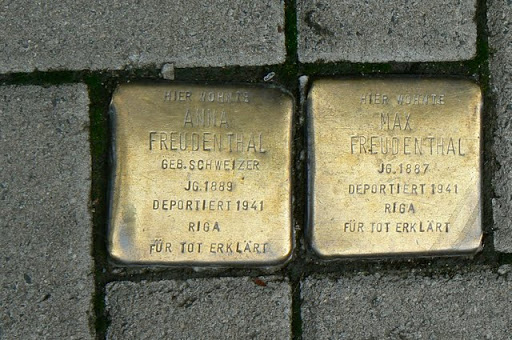 HIER WOHNTE
ANNA
FREUDENTHAL
GEB. SCHWEIZER
JG. 1889
DEPORTIERT 1941
RIGA
FÜR TOT ERKLÄRT
HIER WOHNTE
MAX
FREUDENTHAL
JG. 1887
DEPORTIERT 1941
RIGA
FÜR TOT ERKLÄRT